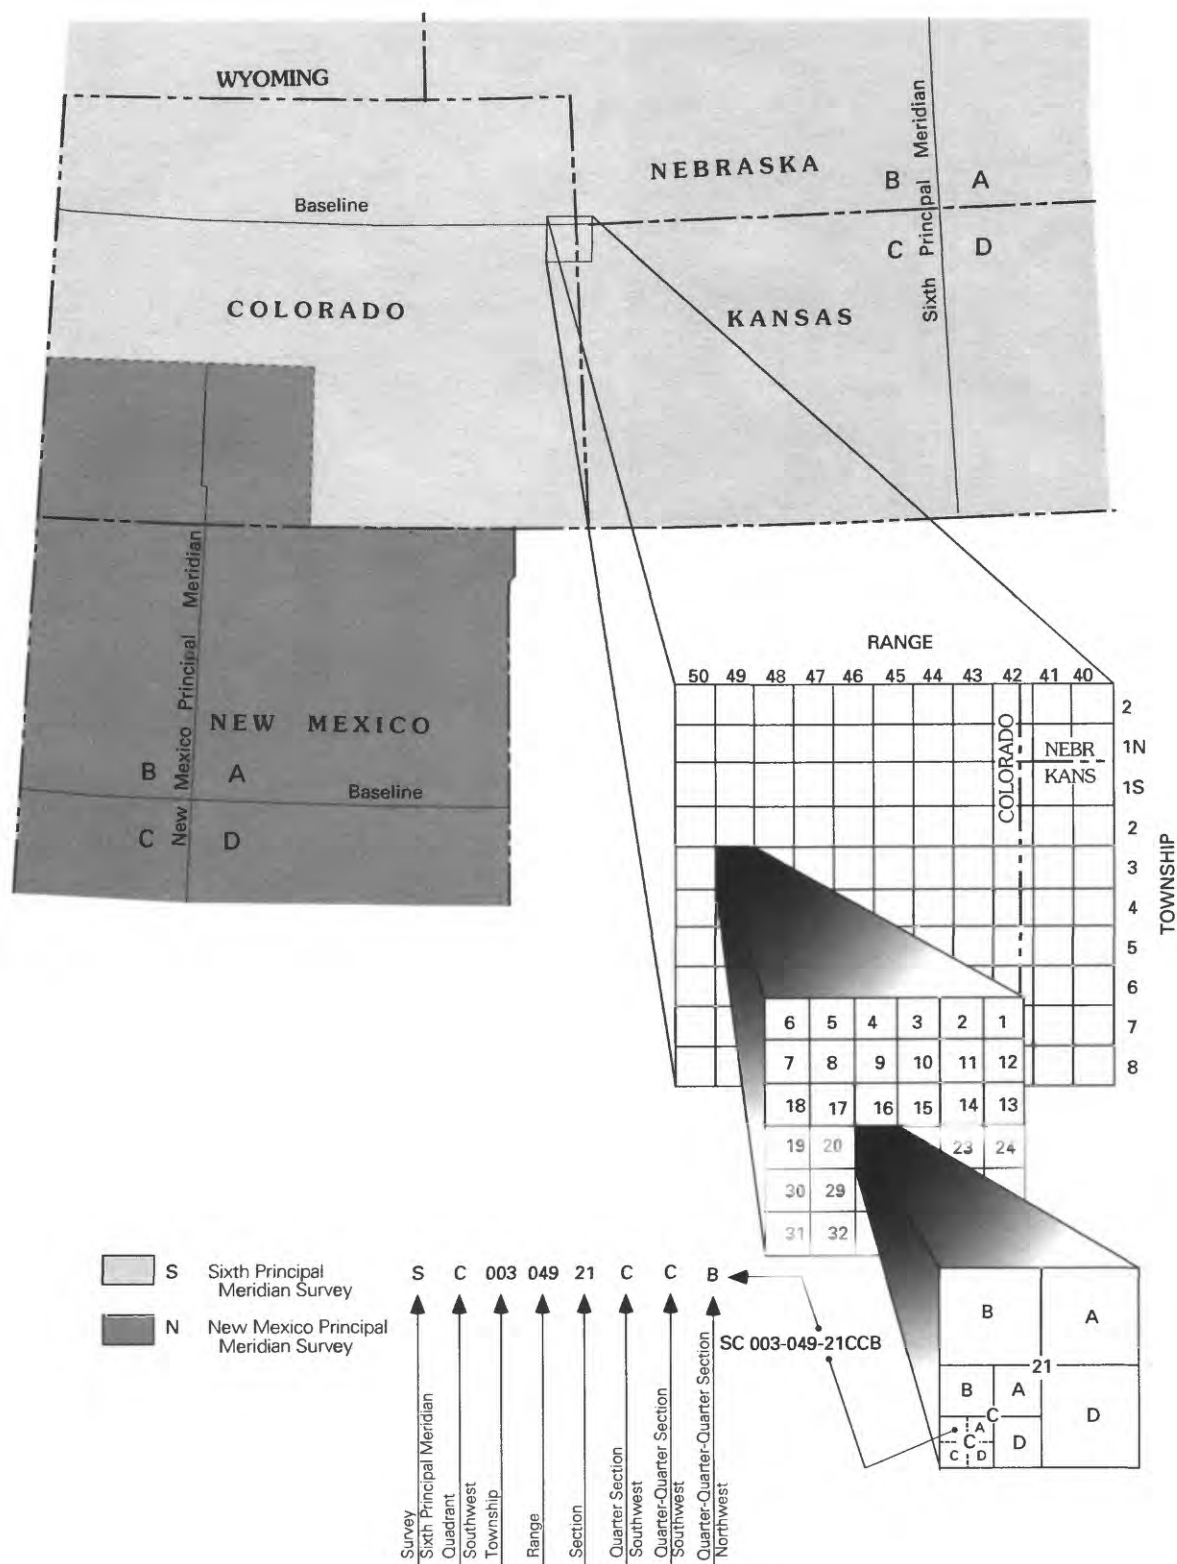 WYOMING
NEBRASKA
B A
Sixth Principal Meridian
Baseline
C D
COLORADO
KANSAS
New Mexico Principal Meridian
NEW MEXICO
B A
Baseline
C D
RANGE
50 49 48 47 46 45 44 43 42 41 40
2
1N
1S
2
3
4
5
6
7
8
TOWNSHIP
COLORADO
NEBR
KANS
6 5 4 3 2 1
7 8 9 10 11 12
18 17 16 15 14 13
19 20 23 24
30 29
31 32
B A
21
B A
C
D
D
A
C
C D
S Sixth Principal
Meridian Survey
N New Mexico Principal
Meridian Survey
S C 003 049 21 C C B
SC 003-049-21CCB
Survey
Sixth Principal Meridian
Quadrant
Southwest
Township
Range
Section
Quarter Section
Southwest
Quarter-Quarter Section
Southwest
Quarter-Quarter-Quarter Section
Northwest